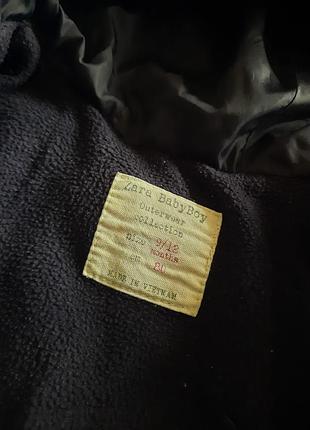 Zara BabyBoy
Outerwear
collection
size 9/12
months
cm 80
MADE IN VIETNAM